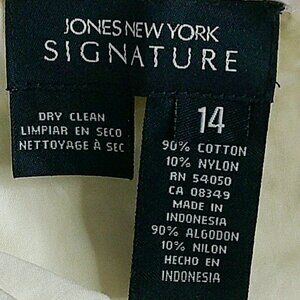 JONES NEW YORK
SIGNATURE
DRY CLEAN
LIMPIAR EN SECO
NETTOYAGE À SEC
14
90% COTTON
10% NYLON
RN 54050
CA 08349
MADE IN
INDONESIA
90% ALGODON
10% NILON
HECHO EN
INDONESIA